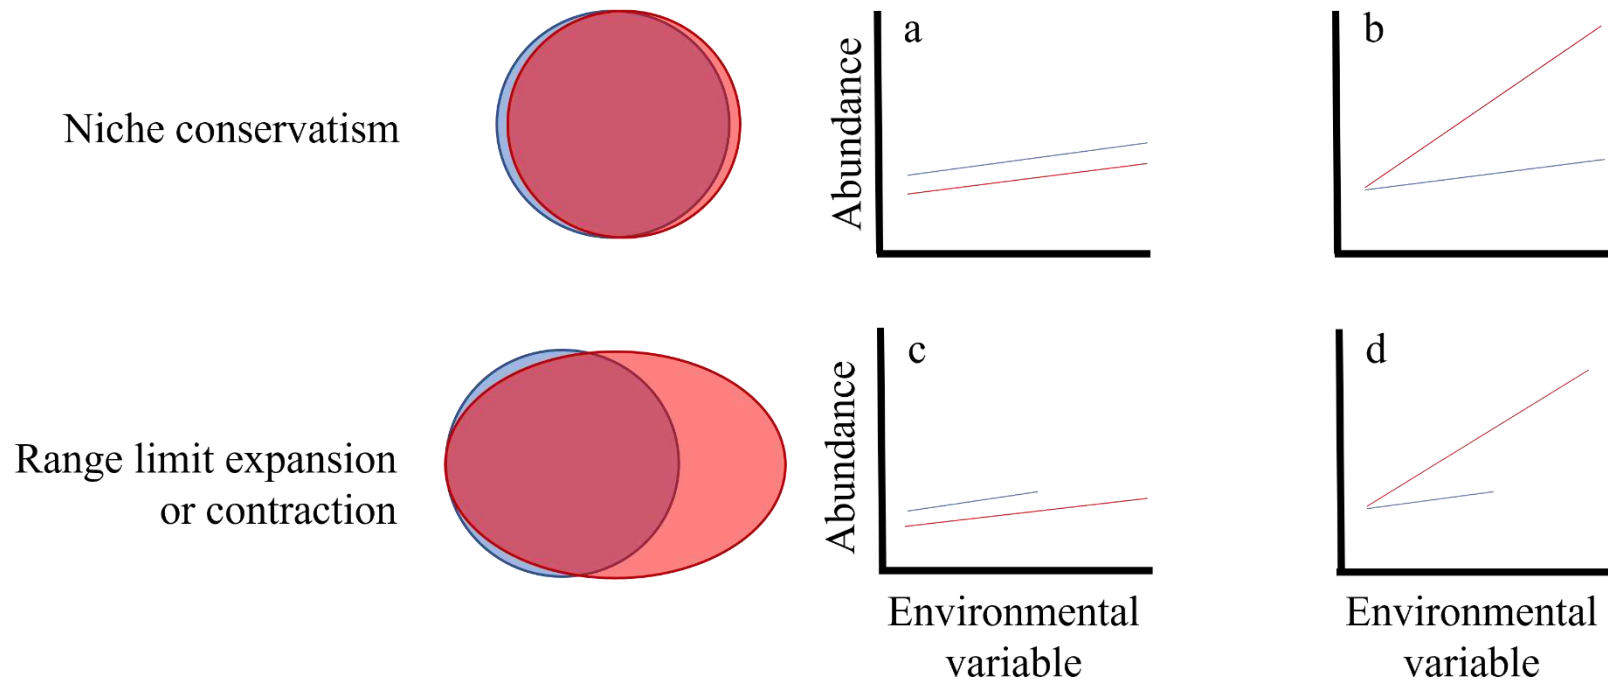 a
b
Niche conservatism
Abundance
c
d
Range limit expansion
or contraction
Abundance
Environmental
variable
Environmental
variable